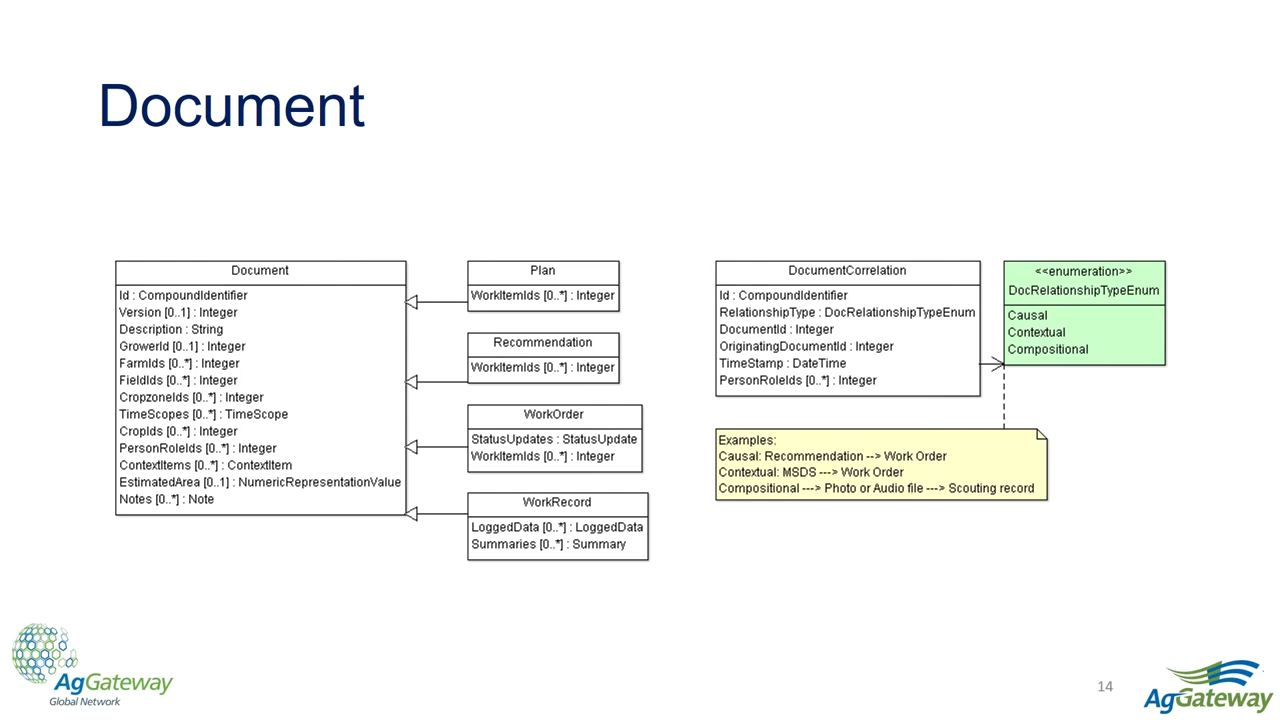 Document
Document
Id : CompoundIdentifier
Version [0..1] : Integer
Description : String
GrowerId [0..1] : Integer
FarmIds [0..*] : Integer
FieldIds [0..*] : Integer
CropzoneIds [0..*] : Integer
TimeScopes [0..*] : TimeScope
CropIds [0..*] : Integer
PersonRoleIds [0..*] : Integer
ContextItems [0..*] : ContextItem
EstimatedArea [0..1] : NumericRepresentationValue
Notes [0..*] : Note
Plan
WorkItemIds [0..*] : Integer
Recommendation
WorkItemIds [0..*] : Integer
WorkOrder
StatusUpdates : StatusUpdate
WorkItemIds [0..*] : Integer
WorkRecord
LoggedData [0..*] : LoggedData
Summaries [0..*] : Summary
DocumentCorrelation
Id : CompoundIdentifier
RelationshipType : DocRelationshipTypeEnum
DocumentId : Integer
OriginatingDocumentId : Integer
TimeStamp : DateTime
PersonRoleIds [0..*] : Integer
<<enumeration>>
DocRelationshipTypeEnum
Causal
Contextual
Compositional
Examples:
Causal: Recommendation --> Work Order
Contextual: MSDS ---> Work Order
Compositional ---> Photo or Audio file ---> Scouting record
AgGateway
Global Network
14
AgGateway